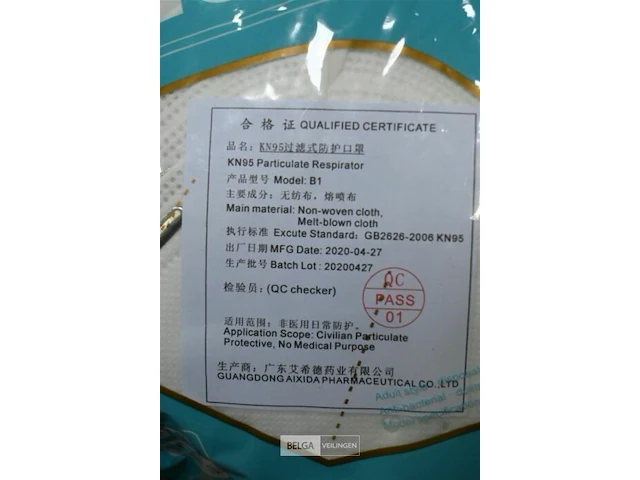 合格证 QUALIFIED CERTIFICATE
品名：KN95过滤式防护口罩
KN95 Particulate Respirator
产品型号 Model: B1
主要成分：无纺布，熔喷布
Main material: Non-woven cloth,
Melt-blown cloth
执行标准 Excute Standard: GB2626-2006 KN95
出厂日期 MFG Date: 2020-04-27
生产批号 Batch Lot: 20200427
检验员：(QC checker)
QC
PASS
01
适用范围：非医用日常防护。
Application Scope: Civilian Particulate
Protective, No Medical Purpose
生产商：广东艾希德药业有限公司
GUANGDONG AIXIDA PHARMACEUTICAL CO.,LTD
Adult style
Antibacterial
Model specification
BELGA VEILINGEN